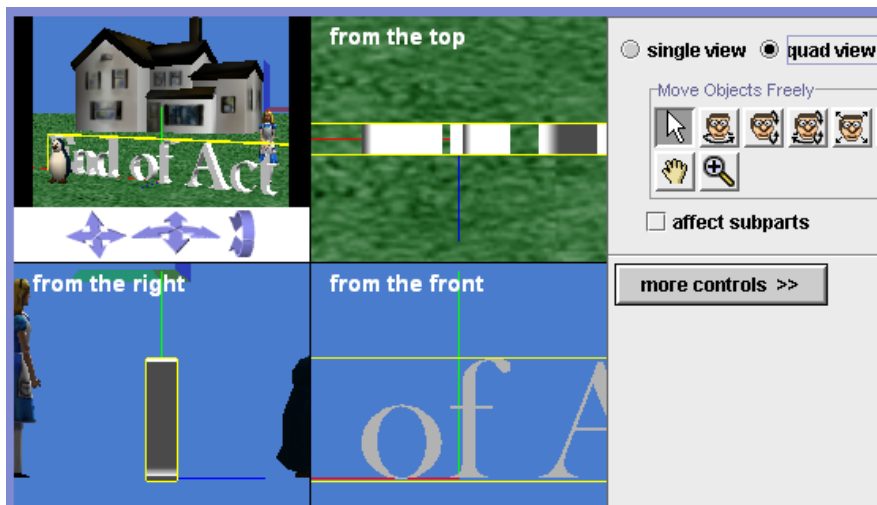 from the top
single view
quad view
Move Objects Freely
of Act
affect subparts
from the right
from the front
more controls >>
of A